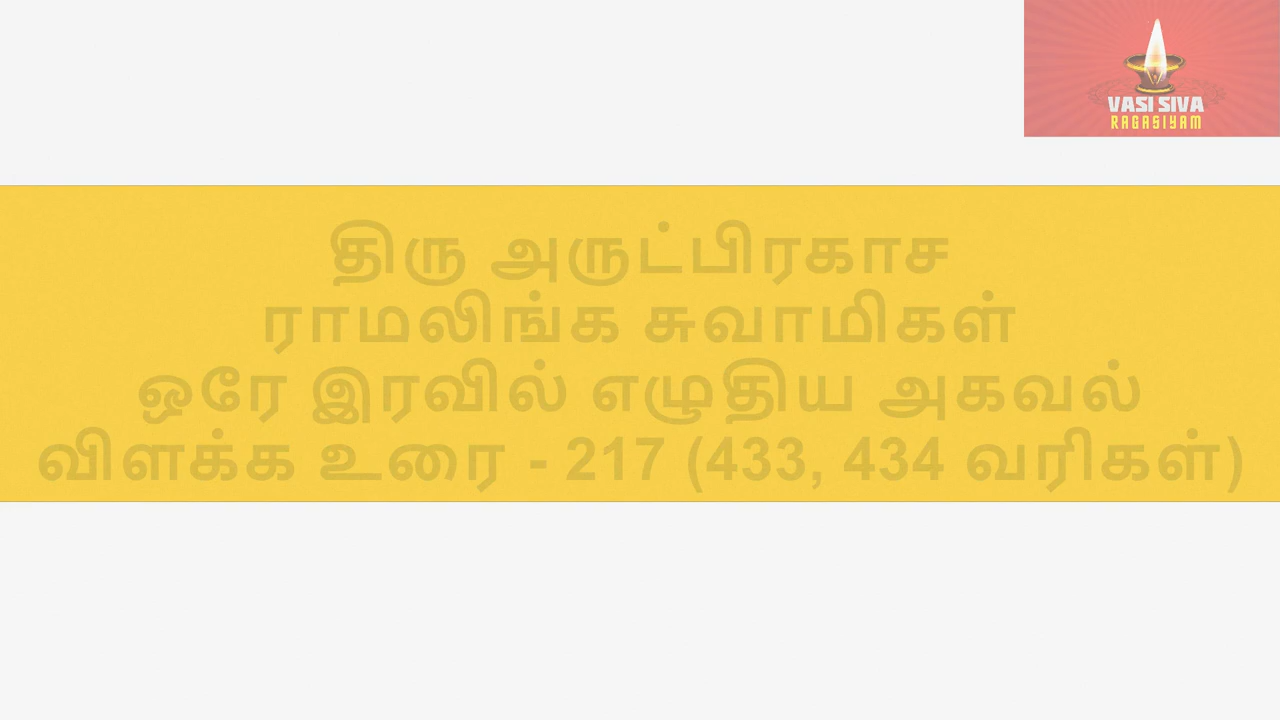 VASI SIVA
RAGASIYAM
திரு அருட்பிரகாச
ராமலிங்க சுவாமிகள்
ஒரே இரவில் எழுதிய அகவல்
விளக்க உரை - 217 (433, 434 வரிகள்)